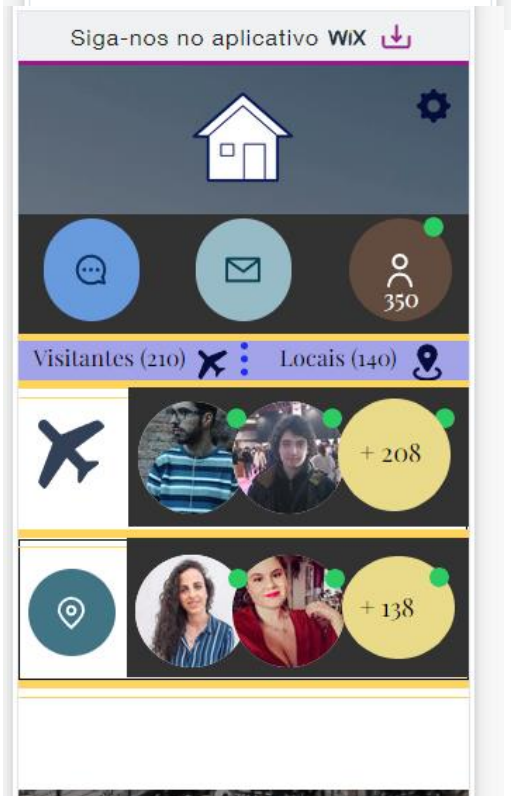 Siga-nos no aplicativo WiX
350
Visitantes (210) Locais (140)
+ 208
+ 138